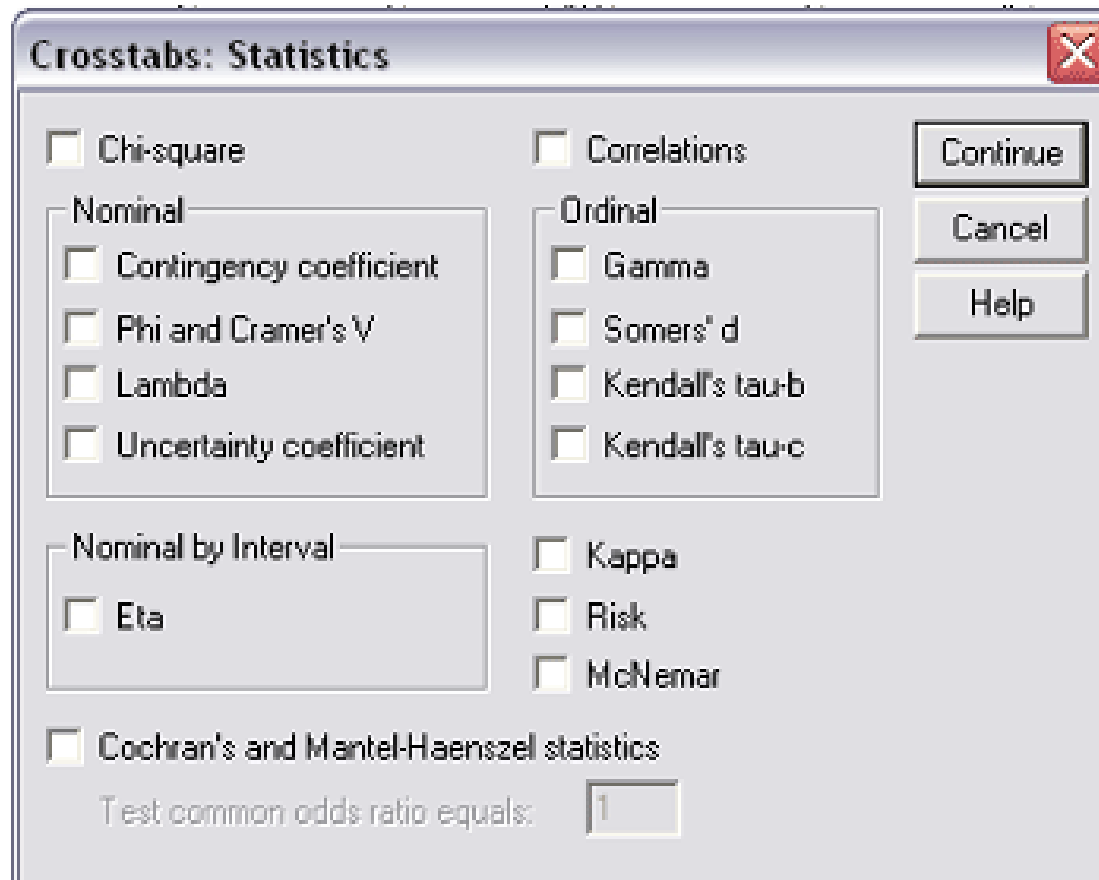 Crosstabs: Statistics
Chi-square
Correlations
Continue
Nominal
Ordinal
Cancel
Contingency coefficient
Gamma
Help
Phi and Cramer's V
Somers' d
Lambda
Kendall's tau-b
Uncertainty coefficient
Kendall's tau-c
Nominal by Interval
Kappa
Eta
Risk
McNemar
Cochran's and Mantel-Haenszel statistics
Test common odds ratio equals:
1